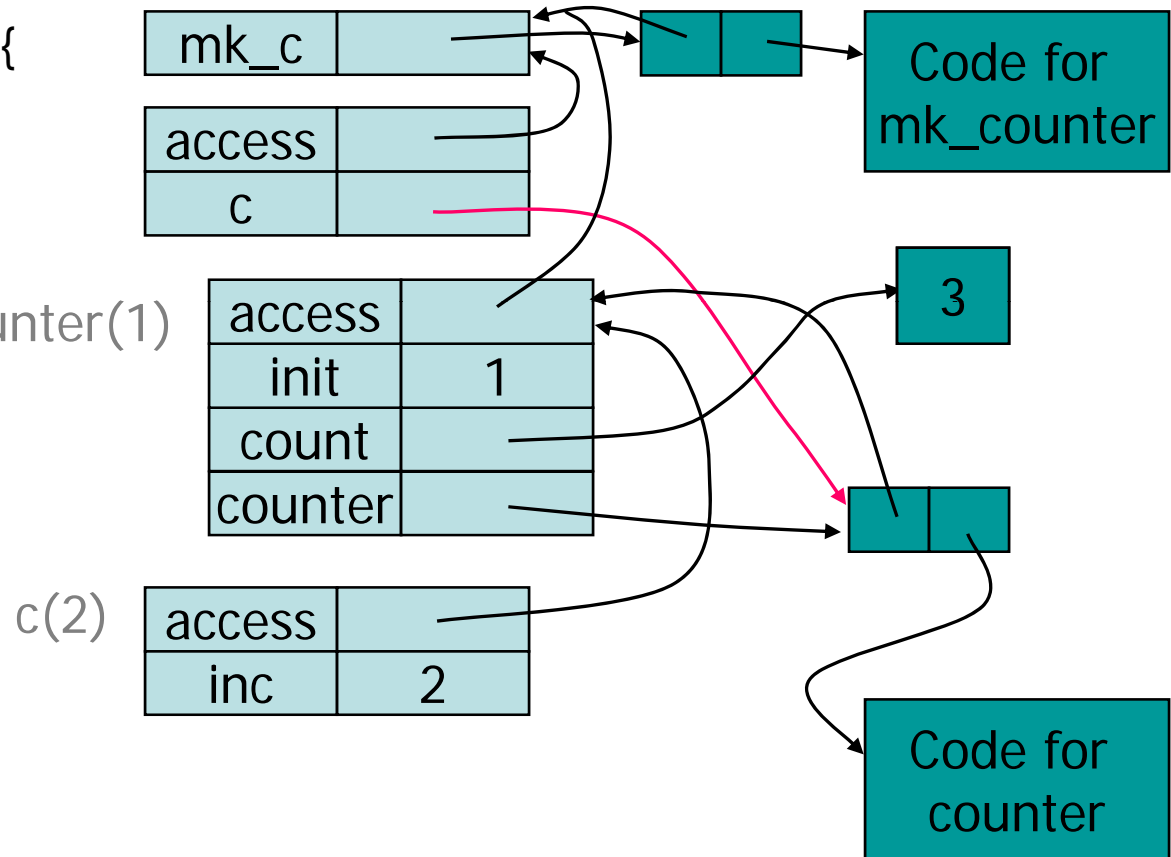 {
mk_c
Code for
mk_counter
access
c
unter(1)
access
3
init 1
count
counter
c(2)
access
inc 2
Code for
counter